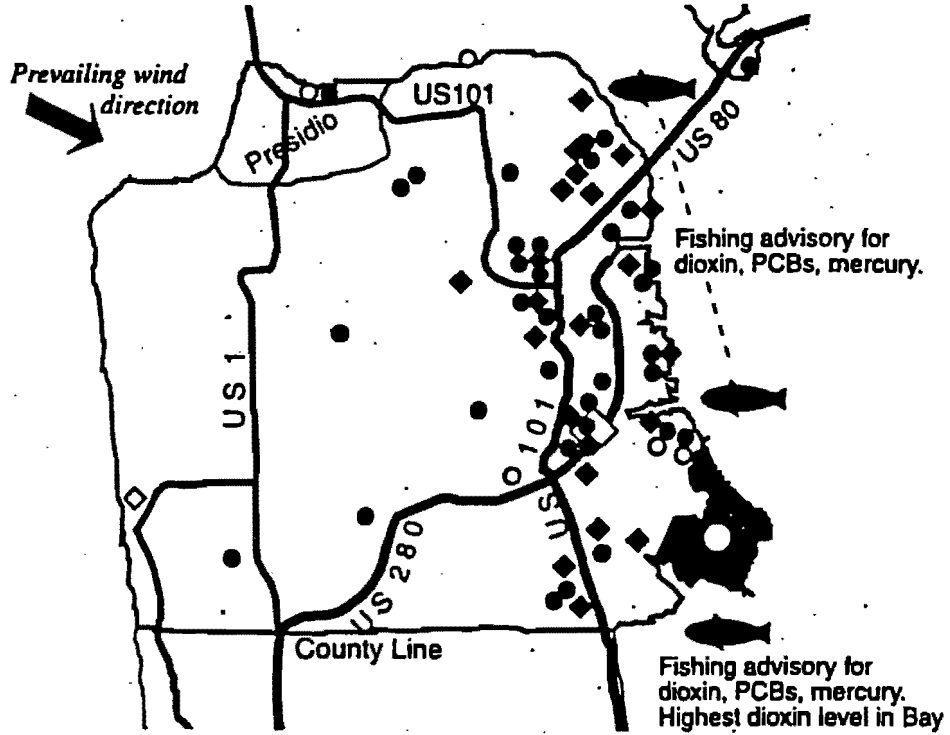 Prevailing wind
direction
US101
Presidio
US 80
Fishing advisory for
dioxin, PCBs, mercury.
US 1
US 101
US 280
County Line
Fishing advisory for
dioxin, PCBs, mercury.
Highest dioxin level in Bay